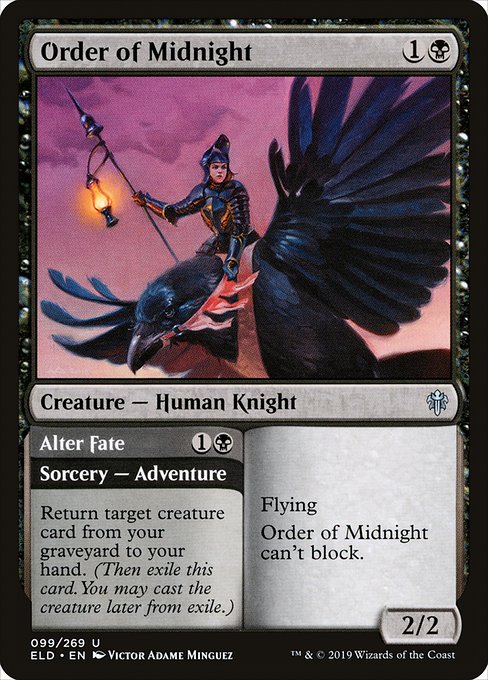 Order of Midnight 1
Creature — Human Knight
Alter Fate 1
Sorcery — Adventure
Return target creature
card from your
graveyard to your
hand. (Then exile this
card. You may cast the
creature later from exile.)
Flying
Order of Midnight
can't block.
2/2
099/269 U
ELD • EN Victor Adame Minguez
™ & © 2019 Wizards of the Coast